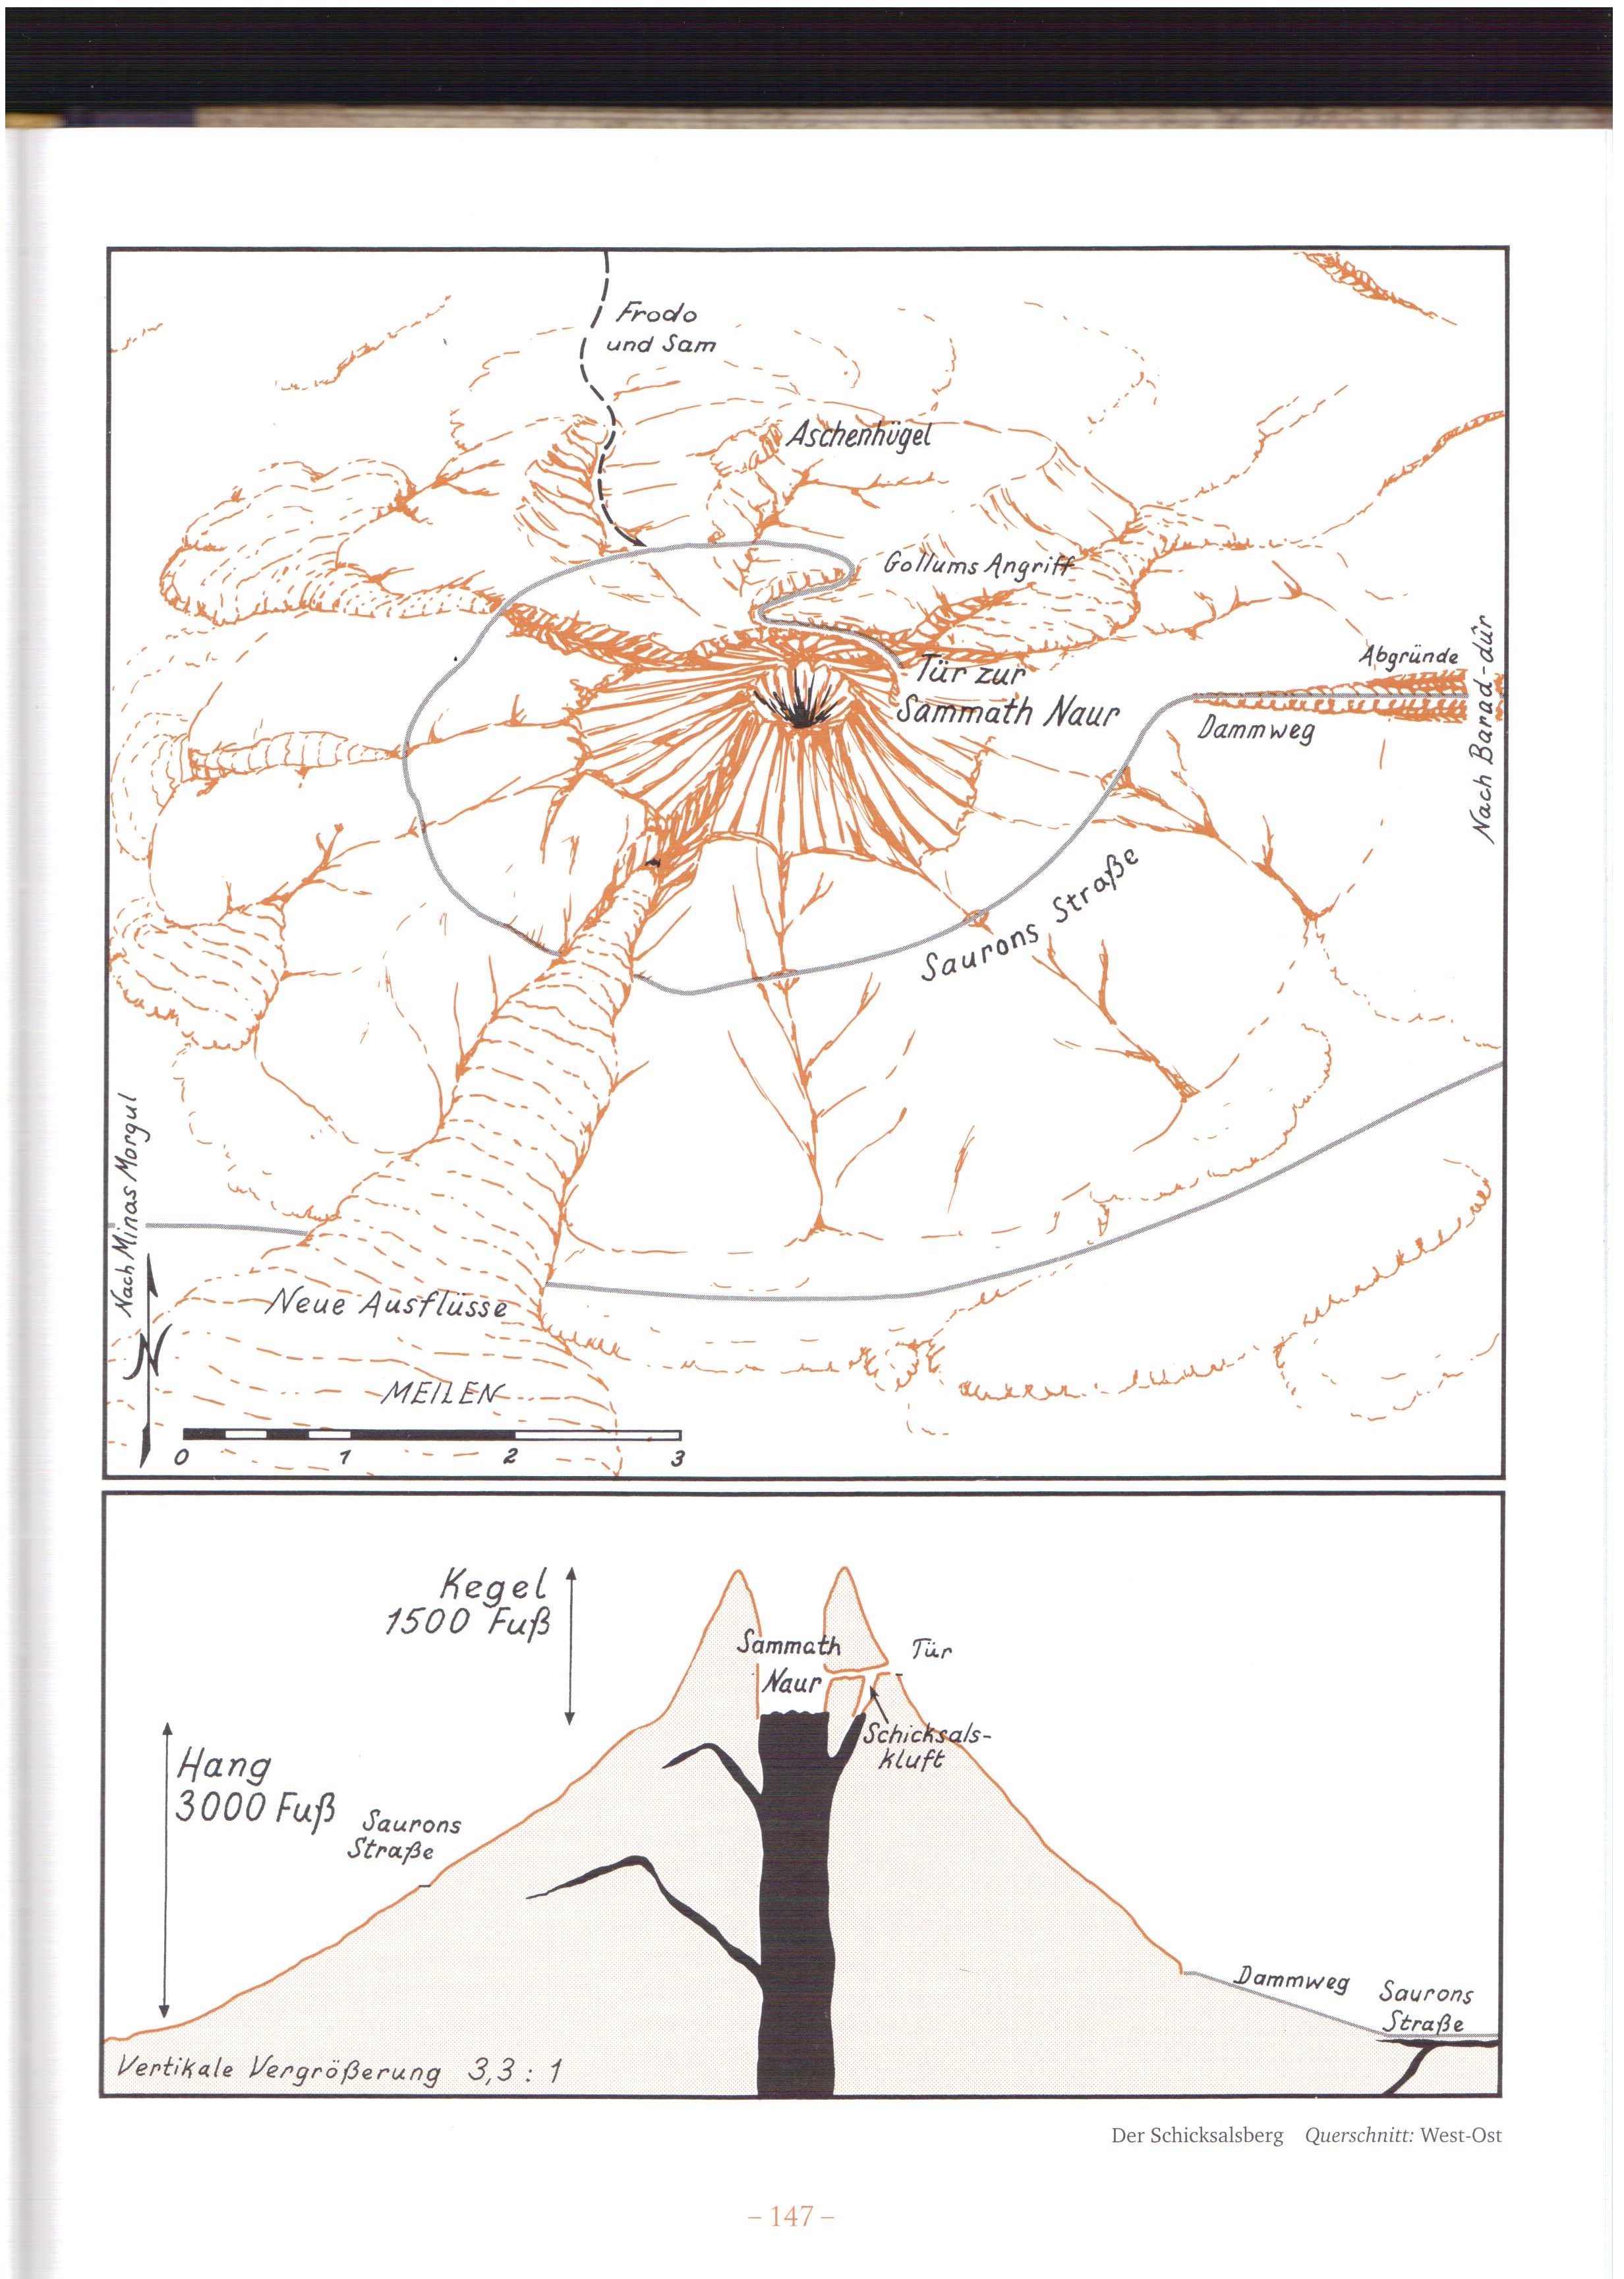 Frodo
und Sam
Aschenhügel
Gollums Angriff
Abgründe
Tür zur
Sammath Naur
Dammweg
Nach Barad-dûr
Saurons Straße
Nach Minas Morgul
Neue Ausflüsse
N
MEILEN
0 1 2 3
Kegel
1500 Fuß
Sammath
Naur
Tür
Schicksals-
kluft
Hang
3000 Fuß
Saurons
Straße
Dammweg
Saurons
Straße
Vertikale Vergrößerung 3,3 : 1
Der Schicksalsberg Querschnitt: West-Ost
– 147 –